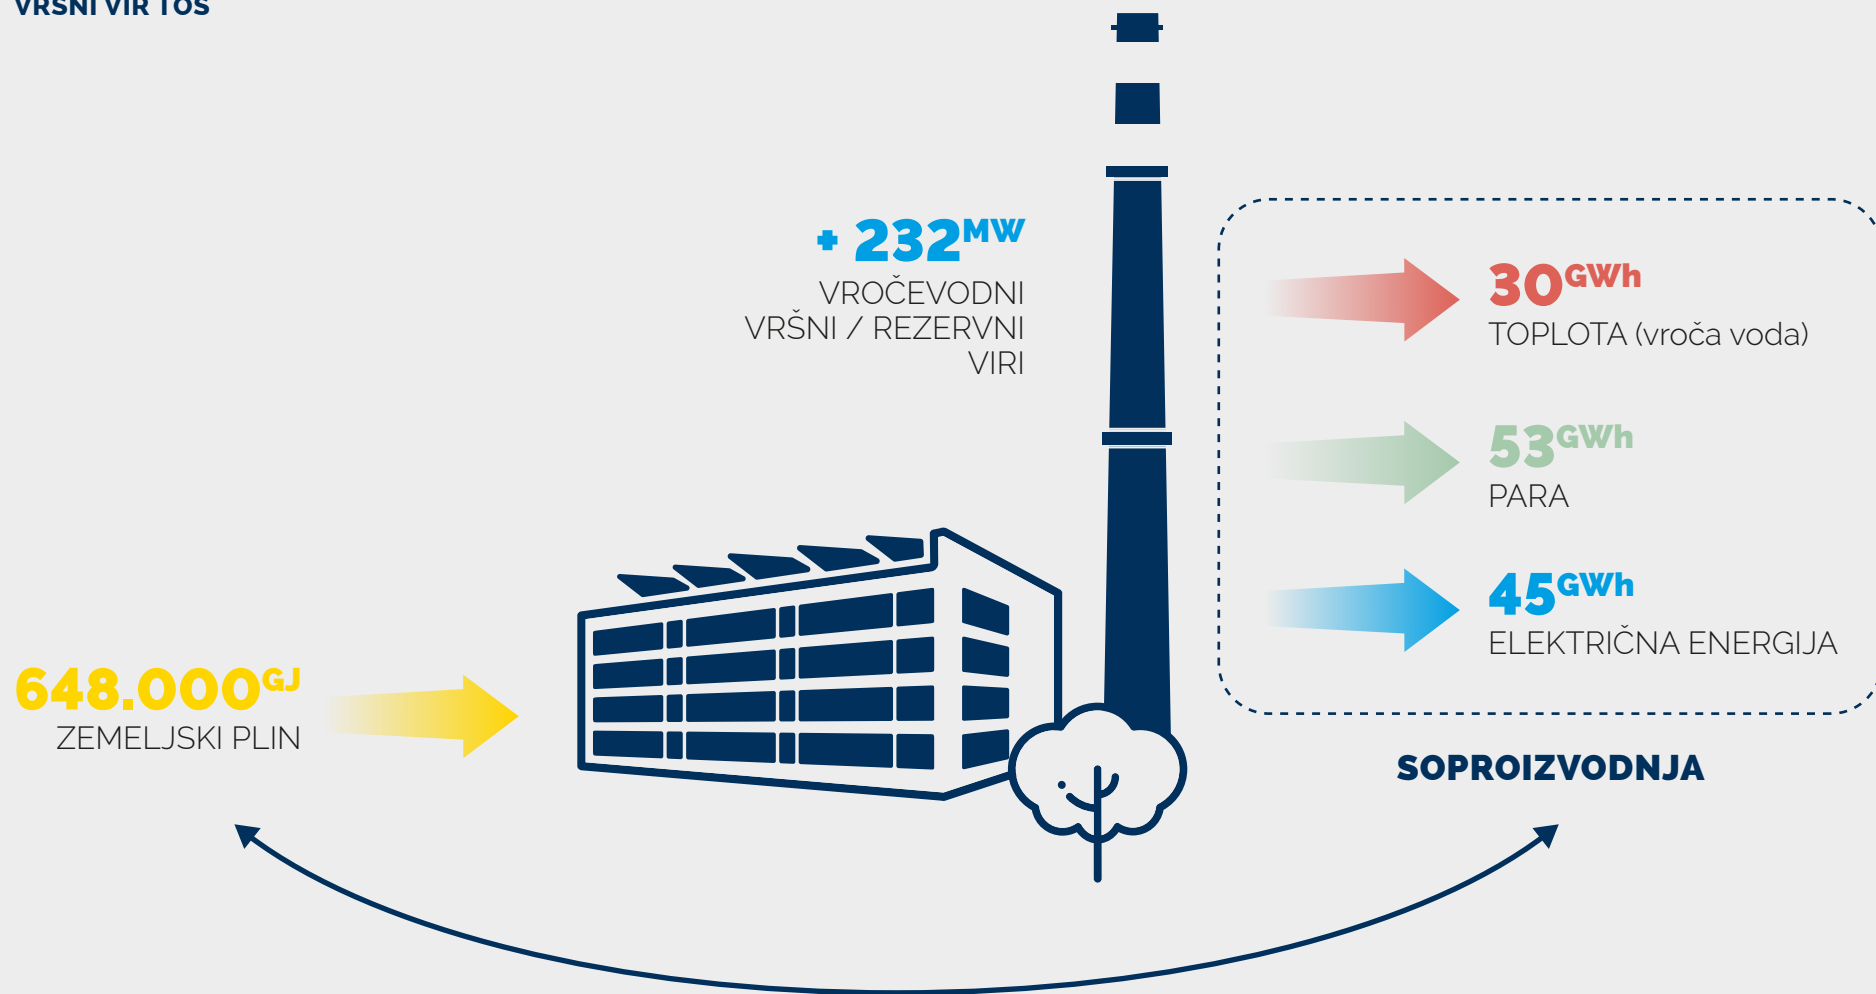 VRŠNI VIR TOŠ
+ 232MW
VROČEVODNI
VRŠNI / REZERVNI
VIRI
30GWh
TOPLOTA (vroča voda)
53GWh
PARA
45GWh
ELEKTRIČNA ENERGIJA
648.000GJ
ZEMELJSKI PLIN
SOPROIZVODNJA